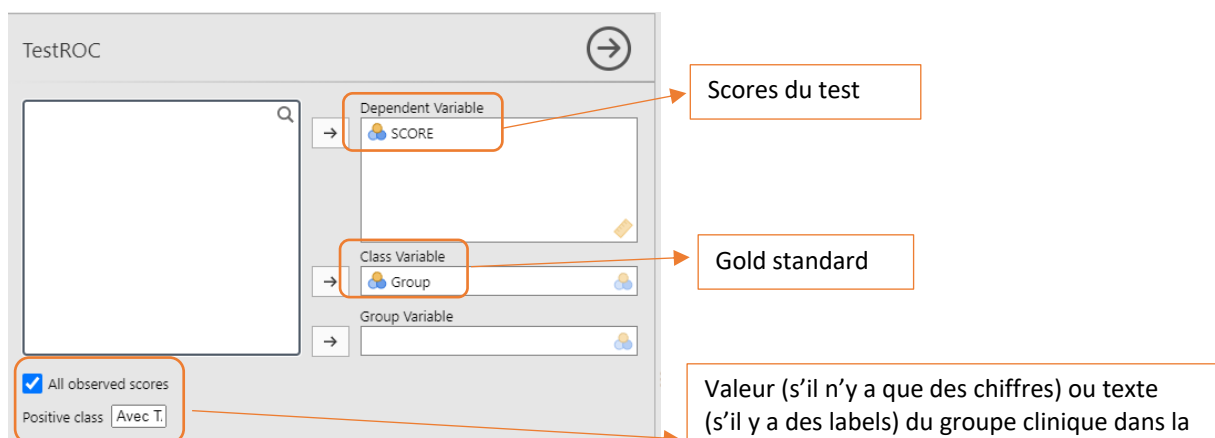 TestROC
Dependent Variable
SCORE
Scores du test
Class Variable
Group
Gold standard
Group Variable
All observed scores
Positive class Avec T.
Valeur (s’il n’y a que des chiffres) ou texte
(s’il y a des labels) du groupe clinique dans la